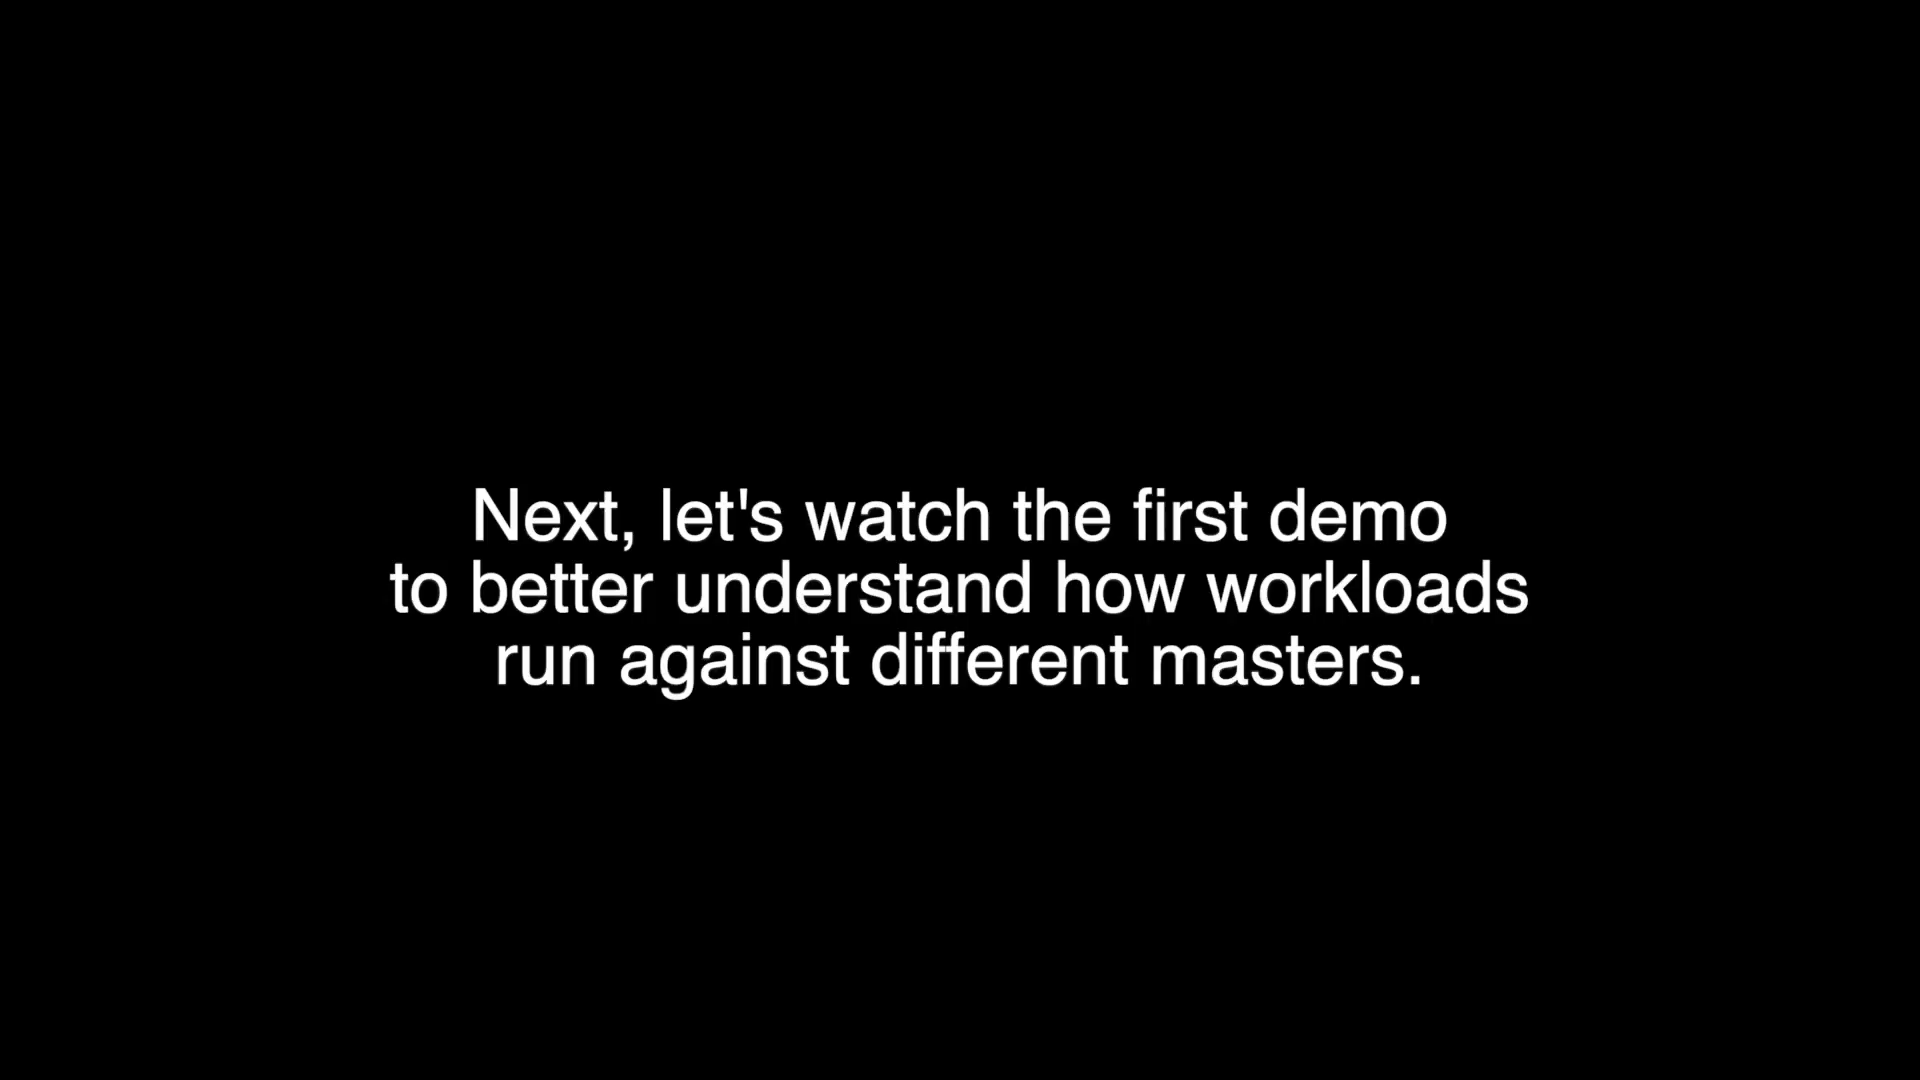 Next, let's watch the first demo
to better understand how workloads
run against different masters.